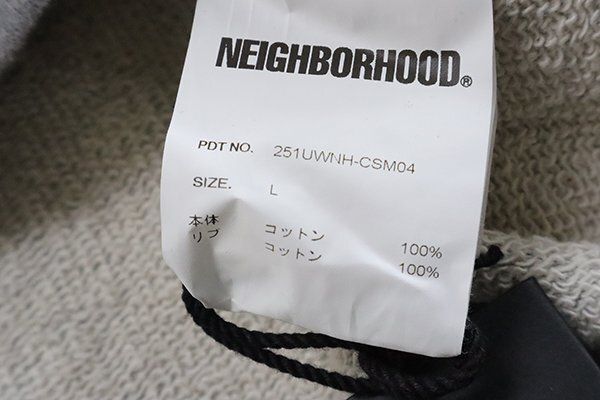 NEIGHBORHOOD®
PDT NO. 251UWNH-CSM04
SIZE. L
本体 コットン 100%
リブ コットン 100%